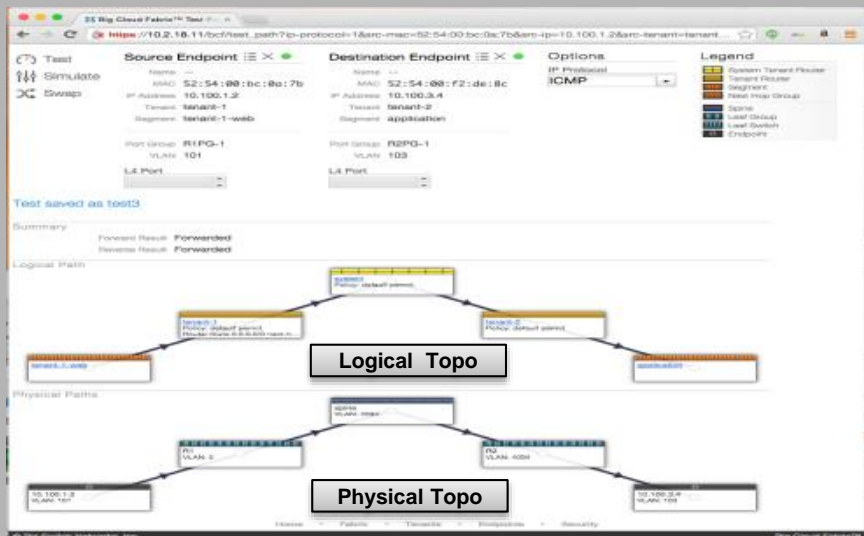 Big Cloud Fabric™ Test
https://10.2.18.11/bcf/test_path?ip-protocol=1&src-mac=52:54:00:bc:0a:7b&src-ip=10.100.1.2&src-tenant=tenant...
Test
Simulate
Swap
Source Endpoint
Name --
MAC 52:54:00:bc:0a:7b
IP Address 10.100.1.2
Tenant tenant-1
Segment tenant-1-web
Port Group R1PG-1
VLAN 101
L4 Port
Destination Endpoint
Name --
MAC 52:54:00:f2:de:8c
IP Address 10.100.3.4
Tenant tenant-2
Segment application
Port Group R2PG-1
VLAN 103
L4 Port
Options
IP Protocol
ICMP
Legend
System Tenant Router
Tenant Router
Segment
Next Hop Group
Spine
Leaf Group
Leaf Switch
Endpoint
Test saved as test3
Summary
Forward Result Forwarded
Reverse Result Forwarded
Logical Path
system
Policy: default permit
tenant-1
Policy: default permit
tenant-2
Policy: default permit
tenant-1-web
Logical Topo
application
Physical Paths
spine
R1
R2
VLAN: 4094
10.100.1.2
VLAN: 101
Physical Topo
10.100.3.4
VLAN: 103
Home - Fabric - Tenants - Endpoints - Security